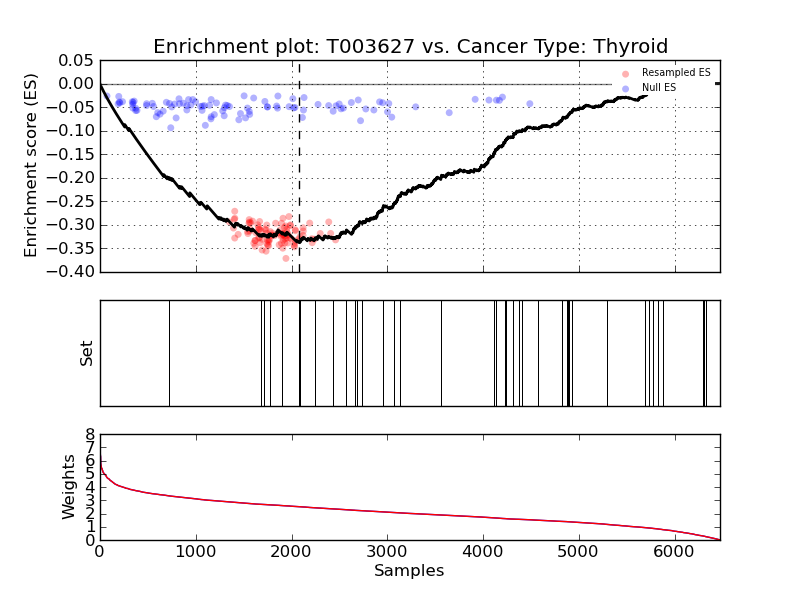 Enrichment plot: T003627 vs. Cancer Type: Thyroid
Enrichment score (ES)
0.05
0.00
−0.05
−0.10
−0.15
−0.20
−0.25
−0.30
−0.35
−0.40
Resampled ES
Null ES
Set
Weights
8
7
6
5
4
3
2
1
0
0 1000 2000 3000 4000 5000 6000
Samples